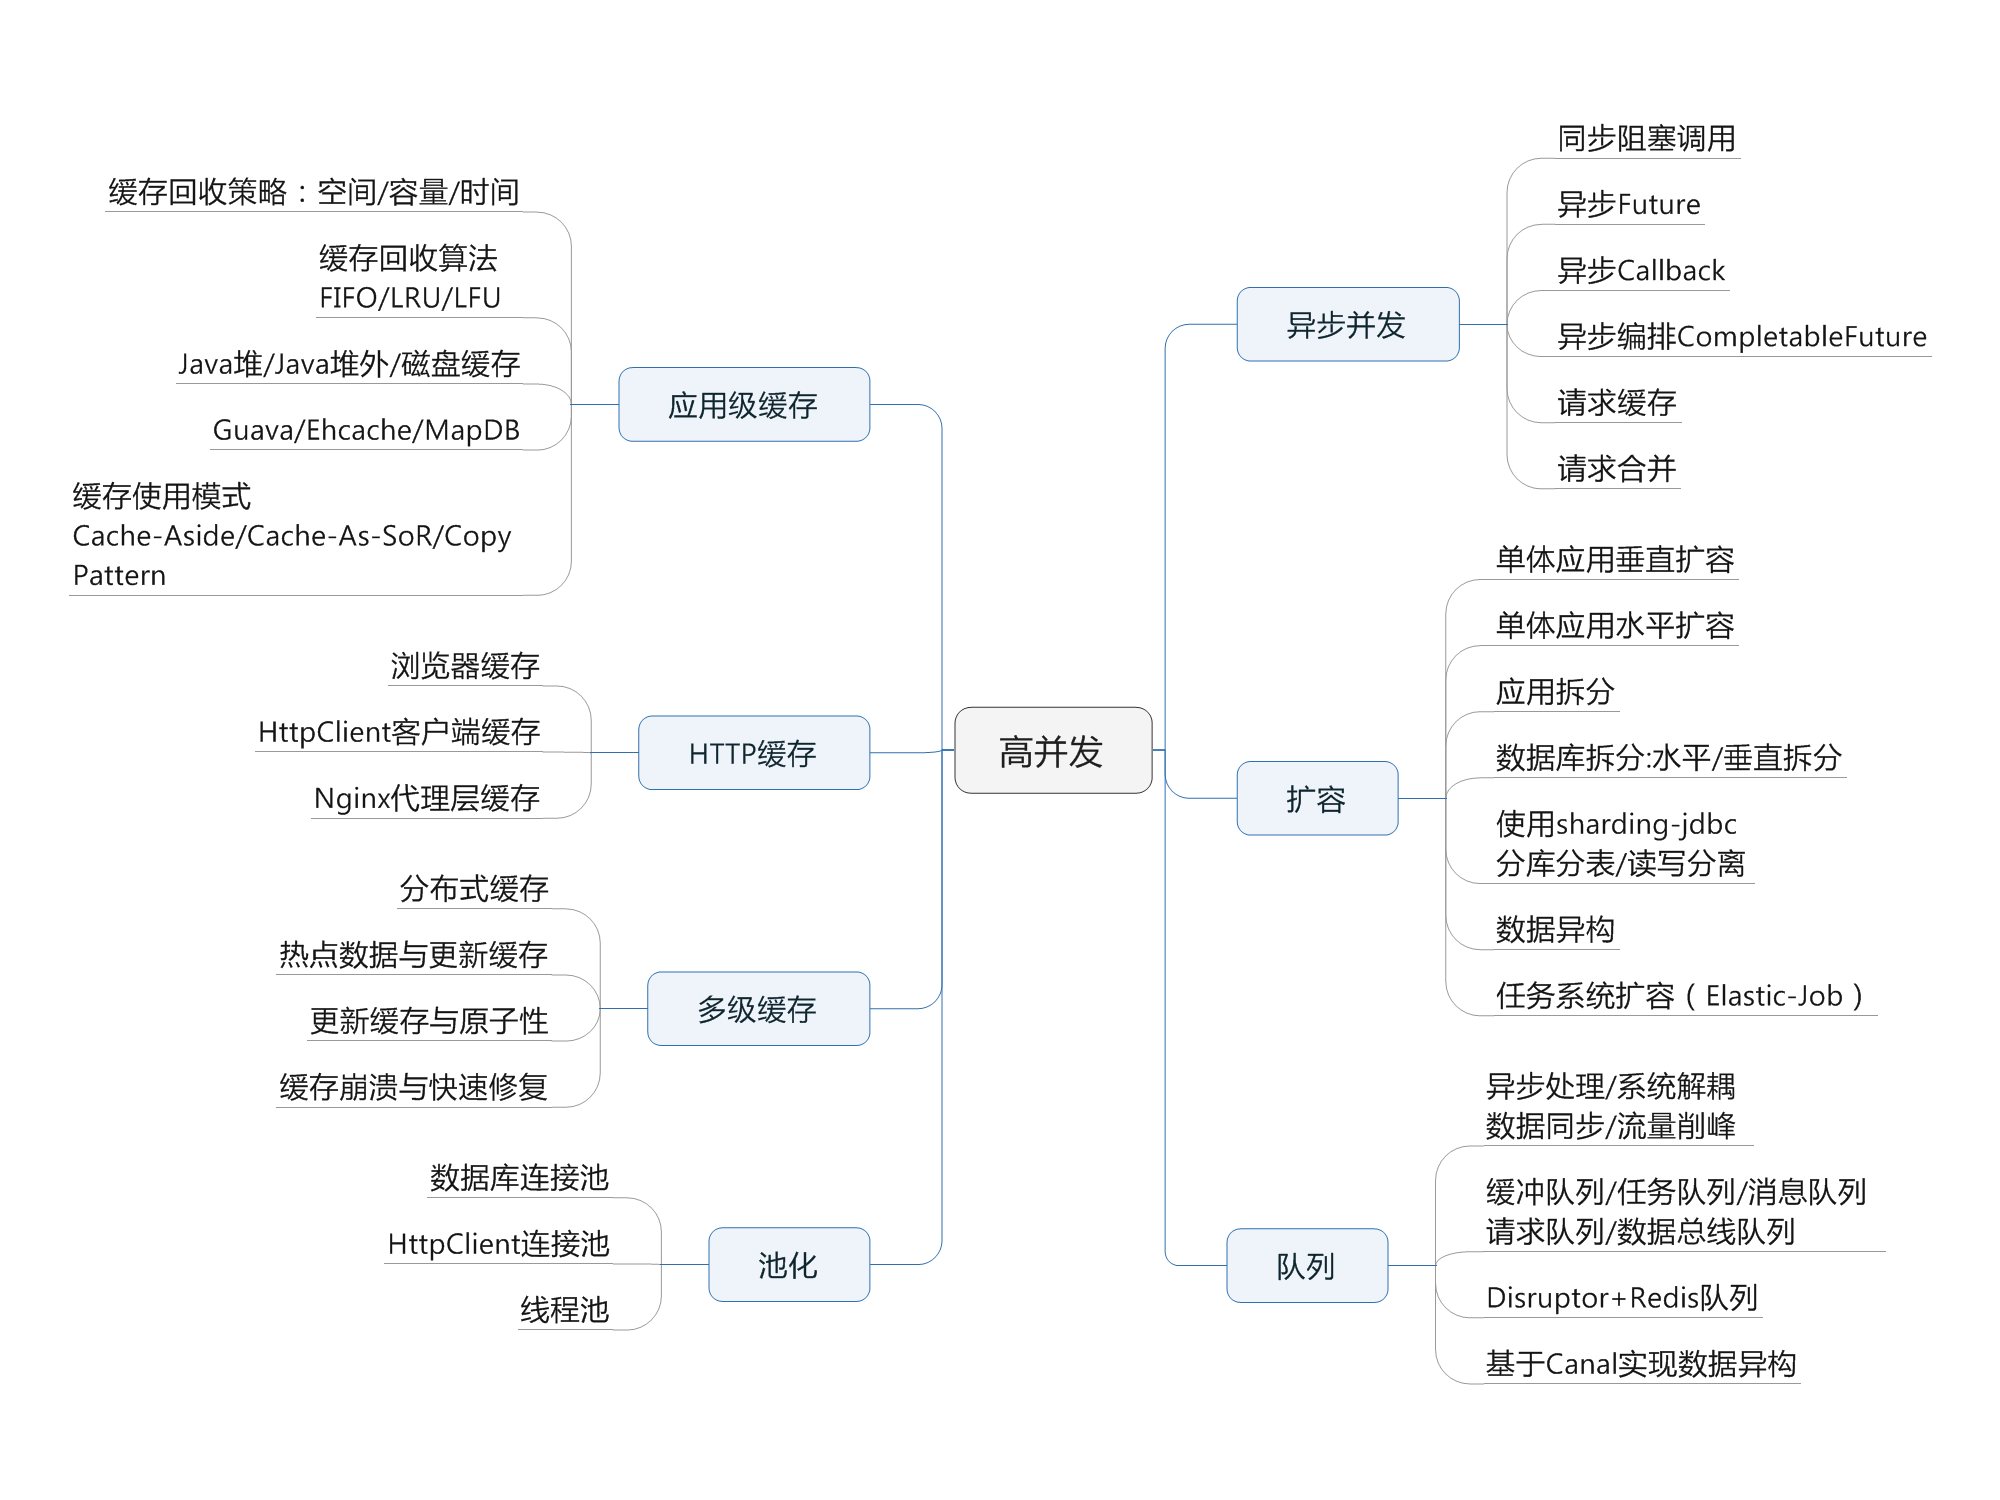 高并发
应用级缓存
缓存回收策略：空间/容量/时间
缓存回收算法
FIFO/LRU/LFU
Java堆/Java堆外/磁盘缓存
Guava/Ehcache/MapDB
缓存使用模式
Cache-Aside/Cache-As-SoR/Copy
Pattern
HTTP缓存
浏览器缓存
HttpClient客户端缓存
Nginx代理层缓存
多级缓存
分布式缓存
热点数据与更新缓存
更新缓存与原子性
缓存崩溃与快速修复
池化
数据库连接池
HttpClient连接池
线程池
异步并发
同步阻塞调用
异步Future
异步Callback
异步编排CompletableFuture
请求缓存
请求合并
扩容
单体应用垂直扩容
单体应用水平扩容
应用拆分
数据库拆分:水平/垂直拆分
使用sharding-jdbc
分库分表/读写分离
数据异构
任务系统扩容（Elastic-Job）
队列
异步处理/系统解耦
数据同步/流量削峰
缓冲队列/任务队列/消息队列
请求队列/数据总线队列
Disruptor+Redis队列
基于Canal实现数据异构